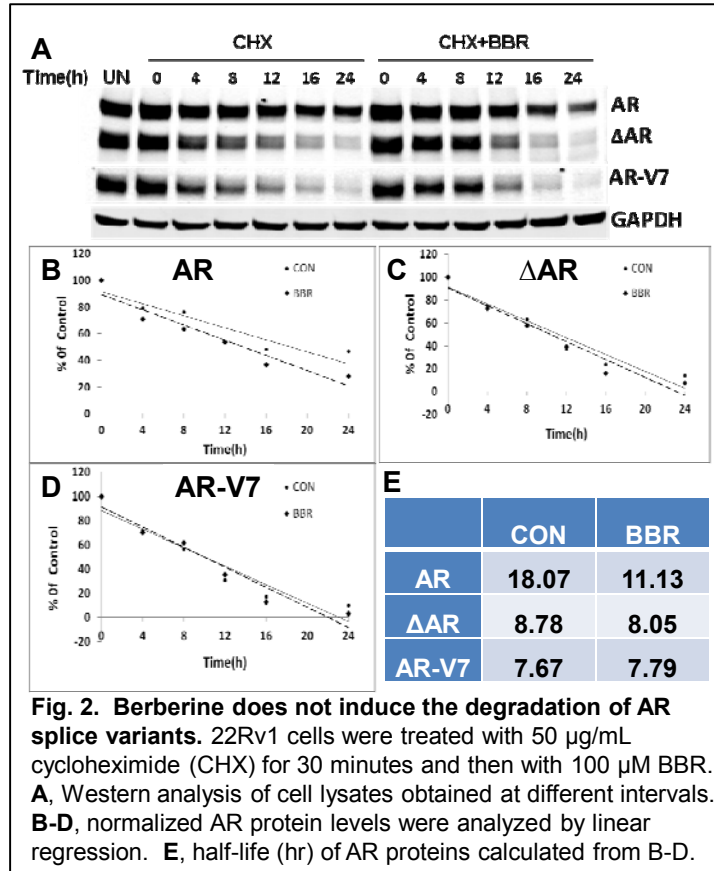 A
CHX CHX+BBR
Time(h) UN 0 4 8 12 16 24 0 4 8 12 16 24
AR
ΔAR
AR-V7
GAPDH
B AR
CON
BBR
% Of Control
120
100
80
60
40
20
0
0 4 8 12 16 20 24
Time(h)
C ΔAR
CON
BBR
% Of Control
120
100
80
60
40
20
0
-20
0 4 8 12 16 20 24
Time(h)
D AR-V7
CON
BBR
% Of Control
120
100
80
60
40
20
0
-20
0 4 8 12 16 20 24
Time(h)
E
CON BBR
AR 18.07 11.13
ΔAR 8.78 8.05
AR-V7 7.67 7.79
Fig. 2. Berberine does not induce the degradation of AR
splice variants. 22Rv1 cells were treated with 50 µg/mL
cycloheximide (CHX) for 30 minutes and then with 100 µM BBR.
A, Western analysis of cell lysates obtained at different intervals.
B-D, normalized AR protein levels were analyzed by linear
regression. E, half-life (hr) of AR proteins calculated from B-D.